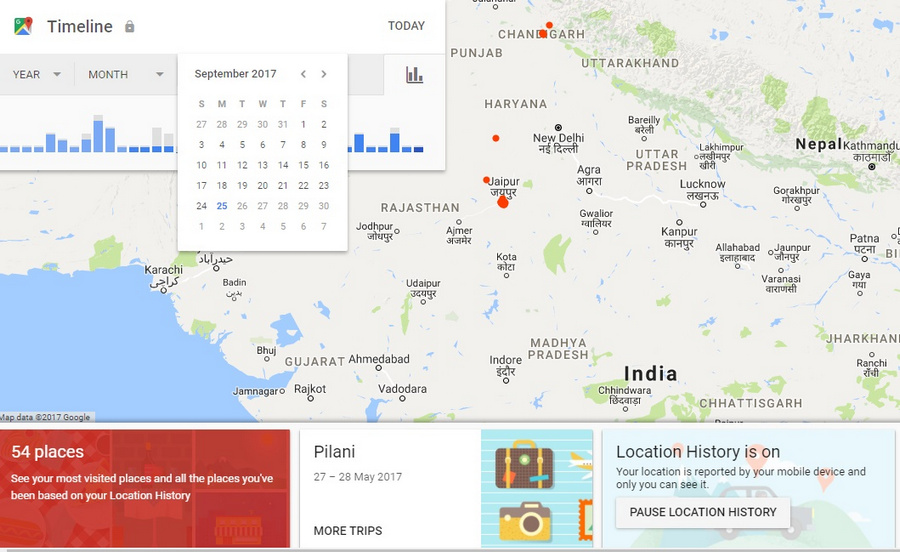 Timeline
TODAY
YEAR
MONTH
September 2017
S M T W T F S
27 28 29 30 31 1 2
3 4 5 6 7 8 9
10 11 12 13 14 15 16
17 18 19 20 21 22 23
24 25 26 27 28 29 30
1 2 3 4 5 6 7
CHANDIGARH
PUNJAB
UTTARAKHAND
HARYANA
New Delhi
नई दिल्ली
Bareilly
बरेली
UTTAR
PRADESH
Lakhimpur
लखीमपुर
खीरी
Nepal
Kathmandu
काठमाडौं
Agra
आगरा
Jaipur
जयपुर
Lucknow
लखनऊ
Gorakhpur
गोरखपुर
RAJASTHAN
Jodhpur
जोधपुर
Ajmer
अजमेर
Gwalior
ग्वालियर
Kanpur
कानपुर
Allahabad
इलाहाबाद
Jaunpur
जौनपुर
Patna
पटना
Varanasi
वाराणसी
Gaya
गया
BI
Kota
कोटा
حيدرآباد
Karachi
كراچى
Badin
بدين
Udaipur
उदयपुर
MADHYA
PRADESH
JHARKHAND
Ranchi
राँची
Bhuj
GUJARAT
Ahmedabad
Indore
इंदौर
India
Jamnagar
Rajkot
Vadodara
Chhindwara
छिंदवाड़ा
CHHATTISGARH
Map data ©2017 Google
54 places
See your most visited places and all the places you've
been based on your Location History
Pilani
27 – 28 May 2017
MORE TRIPS
Location History is on
Your location is reported by your mobile device and
only you can see it.
PAUSE LOCATION HISTORY